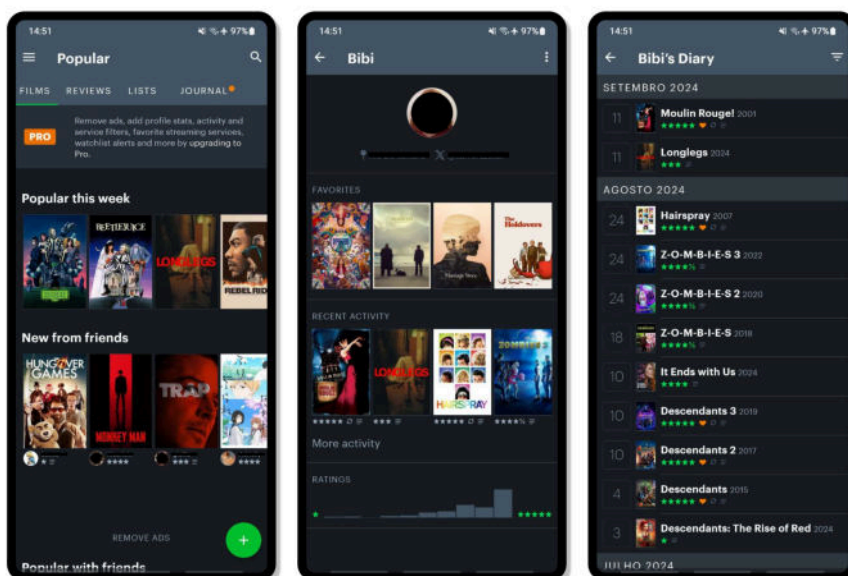 14:51
97%
Popular
FILMS REVIEWS LISTS JOURNAL
PRO
Remove ads, add profile stats, activity and
service filters, favorite streaming services,
watchlist alerts and more by upgrading to
Pro.
Popular this week
BEETLEJUICE
LONGLEGS
REBEL RID
New from friends
HUNGOVER
GAMES
MONKEY MAN
TRAP
REMOVE ADS
+
Popular with friends
14:51
97%
Bibi
FAVORITES
The
Holdovers
RECENT ACTIVITY
LONGLEGS
HAIRSPRAY
ZOMBIES 3
More activity
RATINGS
14:51
97%
Bibi's Diary
SETEMBRO 2024
11 Moulin Rouge! 2001
11 Longlegs 2024
AGOSTO 2024
24 Hairspray 2007
24 Z-O-M-B-I-E-S 3 2022
24 Z-O-M-B-I-E-S 2 2020
18 Z-O-M-B-I-E-S 2018
10 It Ends with Us 2024
10 Descendants 3 2019
10 Descendants 2 2017
4 Descendants 2015
3 Descendants: The Rise of Red 2024
JULHO 2024